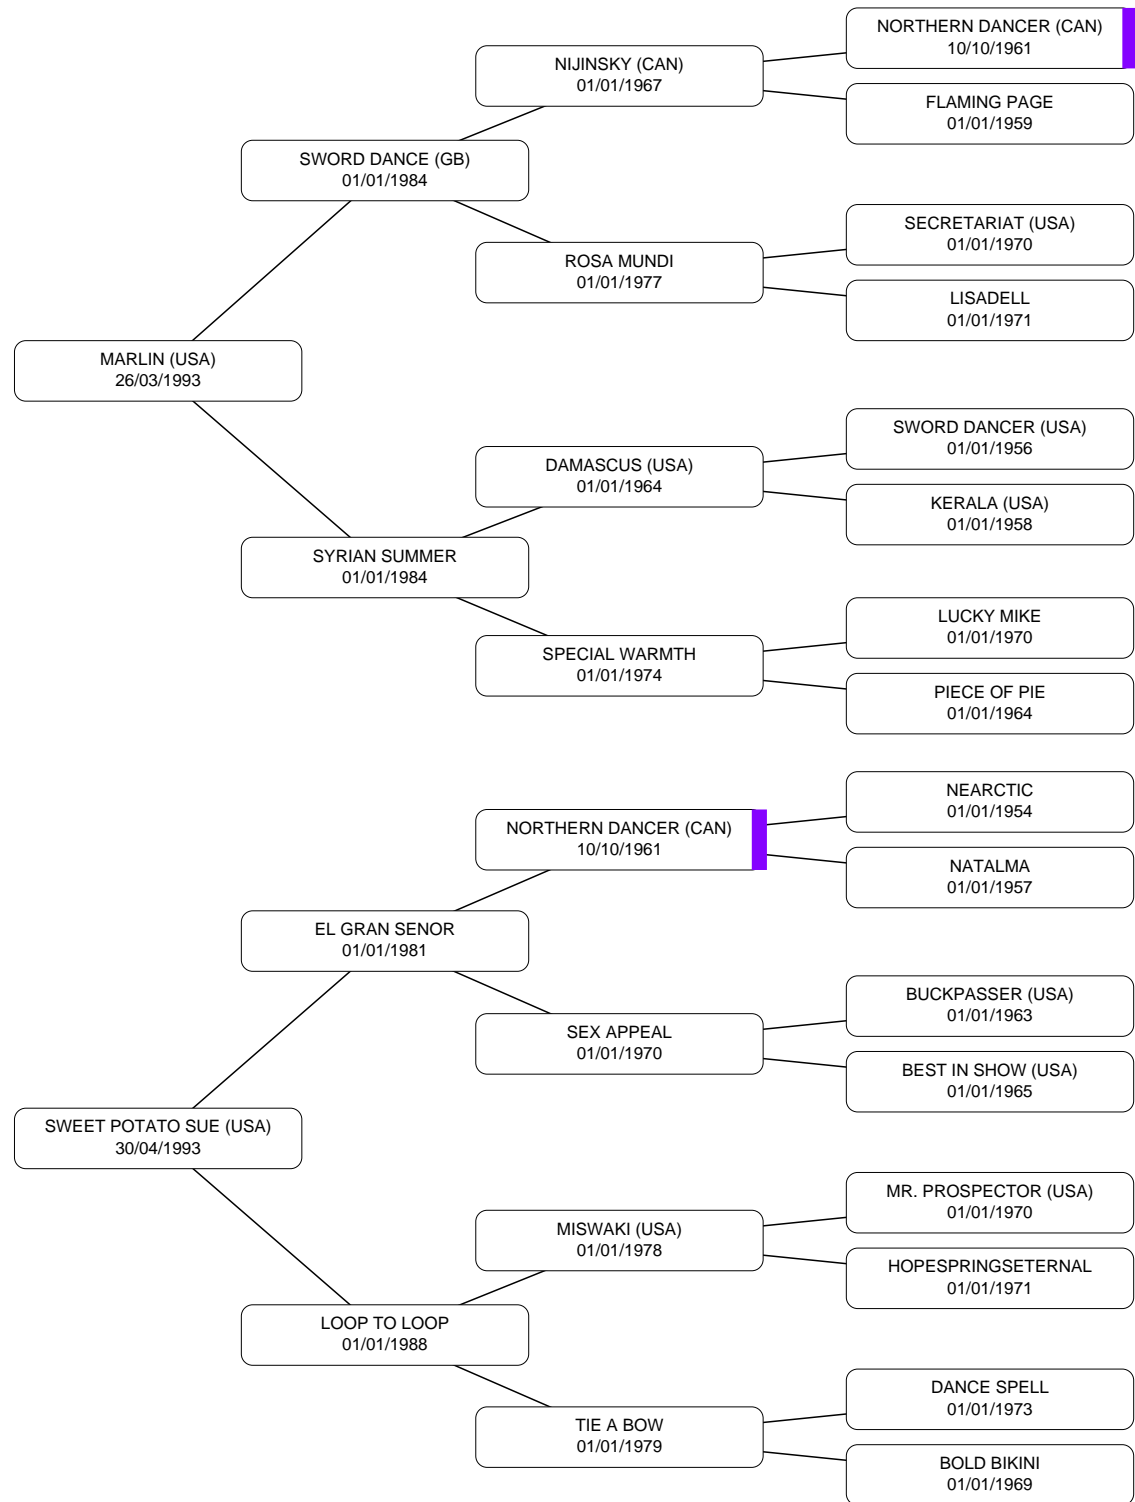 NORTHERN DANCER (CAN)
10/10/1961
NIJINSKY (CAN)
01/01/1967
FLAMING PAGE
01/01/1959
SWORD DANCE (GB)
01/01/1984
SECRETARIAT (USA)
01/01/1970
ROSA MUNDI
01/01/1977
LISADELL
01/01/1971
MARLIN (USA)
26/03/1993
SWORD DANCER (USA)
01/01/1956
DAMASCUS (USA)
01/01/1964
KERALA (USA)
01/01/1958
SYRIAN SUMMER
01/01/1984
LUCKY MIKE
01/01/1970
SPECIAL WARMTH
01/01/1974
PIECE OF PIE
01/01/1964
NEARCTIC
01/01/1954
NORTHERN DANCER (CAN)
10/10/1961
NATALMA
01/01/1957
EL GRAN SENOR
01/01/1981
BUCKPASSER (USA)
01/01/1963
SEX APPEAL
01/01/1970
BEST IN SHOW (USA)
01/01/1965
SWEET POTATO SUE (USA)
30/04/1993
MR. PROSPECTOR (USA)
01/01/1970
MISWAKI (USA)
01/01/1978
HOPESPRINGSETERNAL
01/01/1971
LOOP TO LOOP
01/01/1988
DANCE SPELL
01/01/1973
TIE A BOW
01/01/1979
BOLD BIKINI
01/01/1969